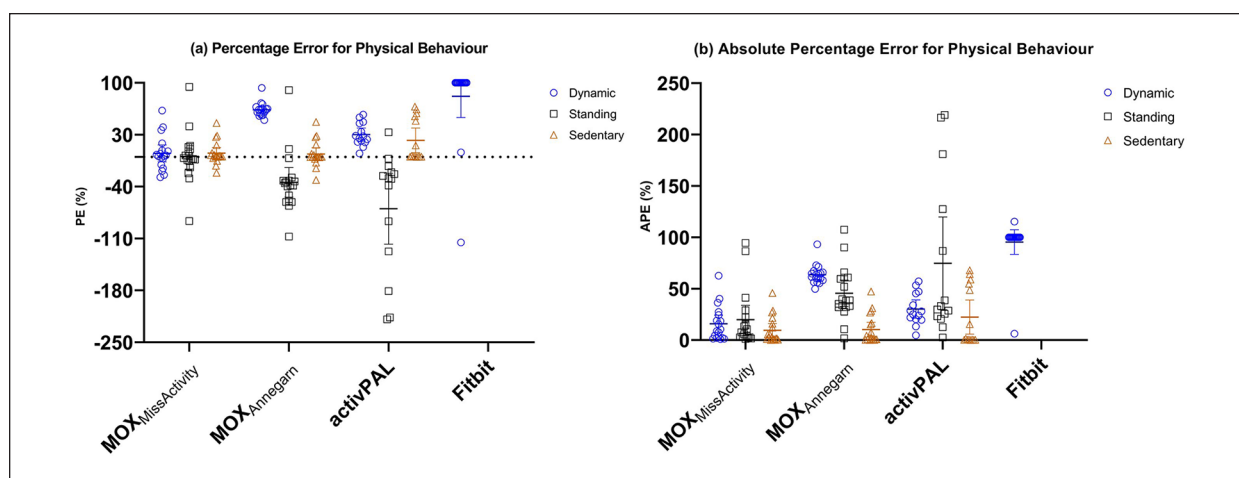 (a) Percentage Error for Physical Behaviour
PE (%)
100
30
-40
-110
-180
-250
MOXMissActivity
MOXAnnegarn
activPAL
Fitbit
Dynamic
Standing
Sedentary
(b) Absolute Percentage Error for Physical Behaviour
APE (%)
250
200
150
100
50
0
MOXMissActivity
MOXAnnegarn
activPAL
Fitbit
Dynamic
Standing
Sedentary